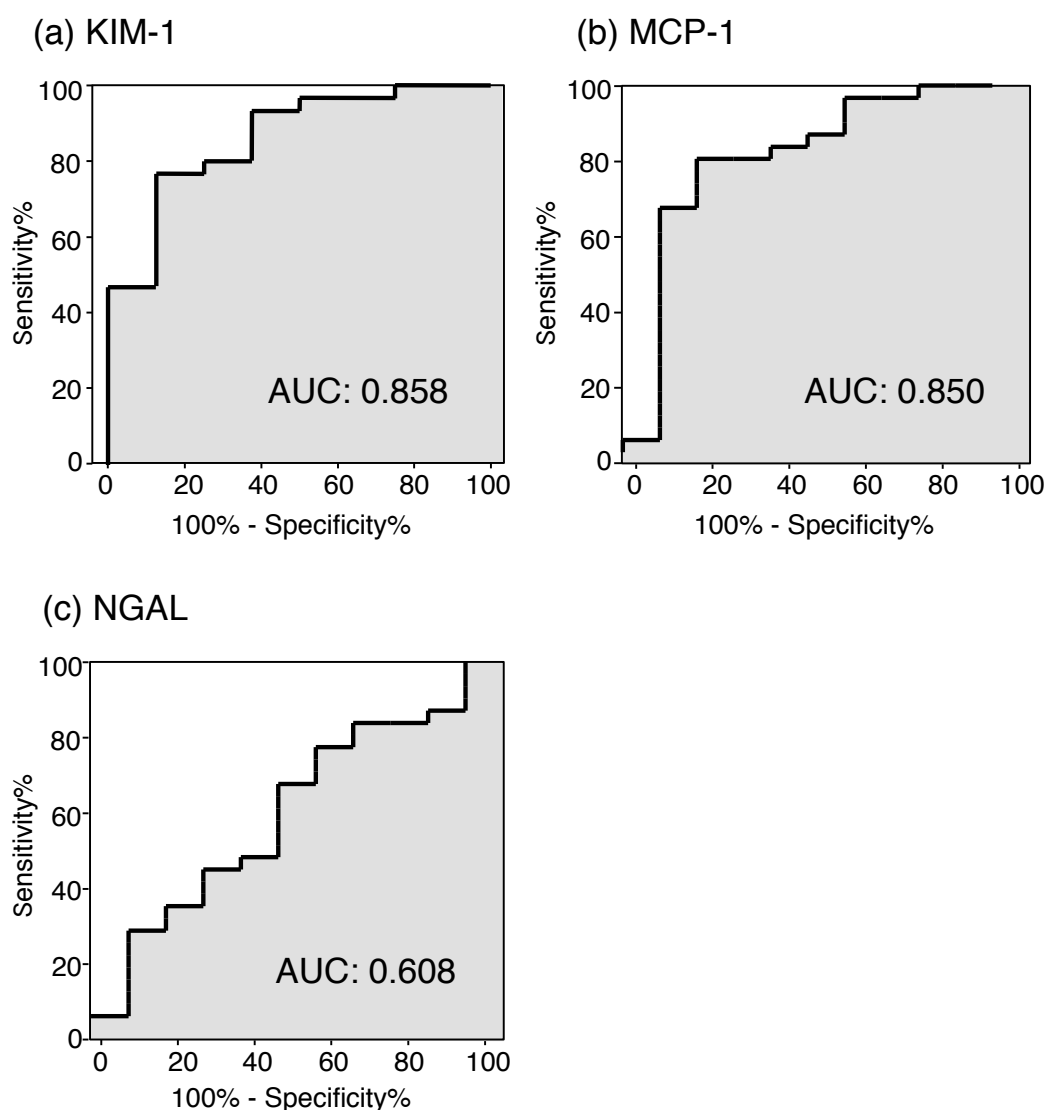 (a) KIM-1
100
80
60
40
20
0
Sensitivity%
AUC: 0.858
0 20 40 60 80 100
100% - Specificity%
(b) MCP-1
100
80
60
40
20
0
Sensitivity%
AUC: 0.850
0 20 40 60 80 100
100% - Specificity%
(c) NGAL
100
80
60
40
20
0
Sensitivity%
AUC: 0.608
0 20 40 60 80 100
100% - Specificity%